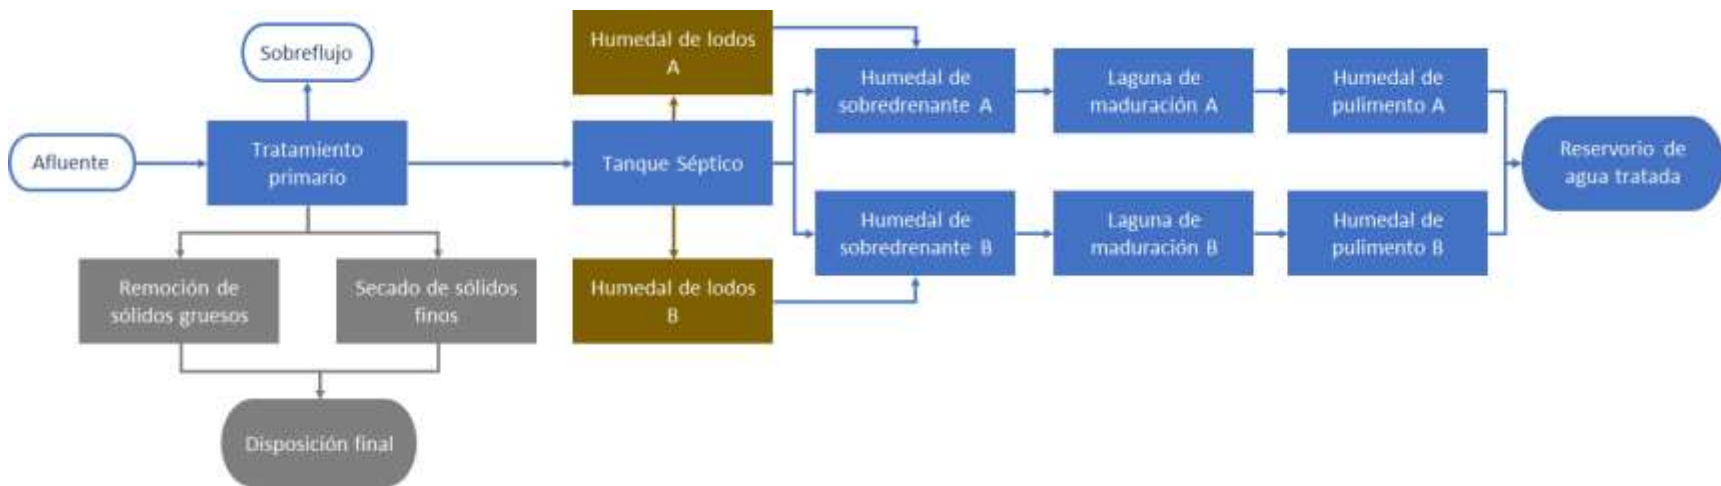 Sobreflujo
Afluente
Tratamiento
primario
Remoción de
sólidos gruesos
Secado de sólidos
finos
Disposición final
Humedal de lodos
A
Tanque Séptico
Humedal de lodos
B
Humedal de
sobredrenante A
Laguna de
maduración A
Humedal de
pulimento A
Humedal de
sobredrenante B
Laguna de
maduración B
Humedal de
pulimento B
Reservorio de
agua tratada